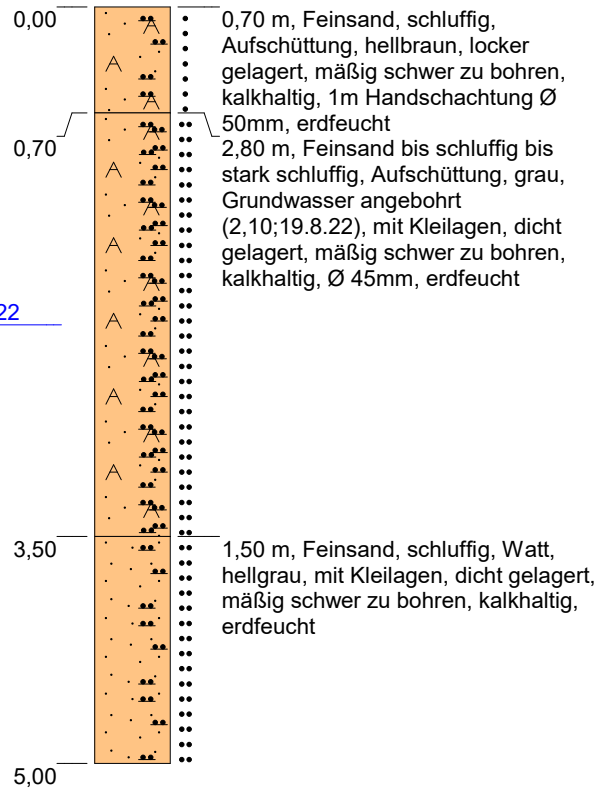 0,00
0,70 m, Feinsand, schluffig,
Aufschüttung, hellbraun, locker
gelagert, mäßig schwer zu bohren,
kalkhaltig, 1m Handschachtung Ø
50mm, erdfeucht
0,70
2,80 m, Feinsand bis schluffig bis
stark schluffig, Aufschüttung, grau,
Grundwasser angebohrt
(2,10;19.8.22), mit Kleilagen, dicht
gelagert, mäßig schwer zu bohren,
kalkhaltig, Ø 45mm, erdfeucht
22
3,50
1,50 m, Feinsand, schluffig, Watt,
hellgrau, mit Kleilagen, dicht gelagert,
mäßig schwer zu bohren, kalkhaltig,
erdfeucht
5,00
A
A
A
A
A
A
A
A
A
A
A
A
A
A